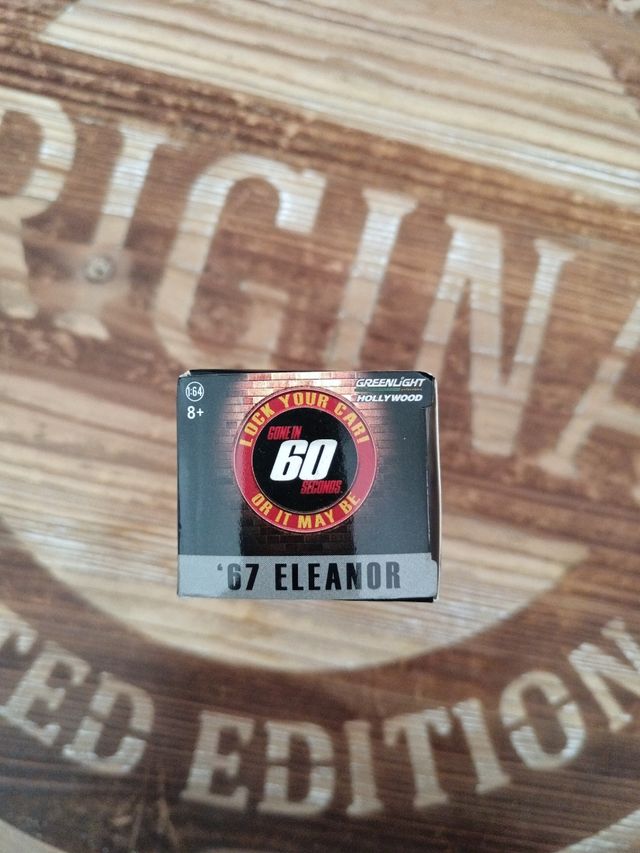 RIGINA
1:64
8+
GREENLiGHT
HOLLYWOOD
LOCK YOUR CAR!
GONE IN
60
SECONDS
OR IT MAY BE
'67 ELEANOR
TED EDITION